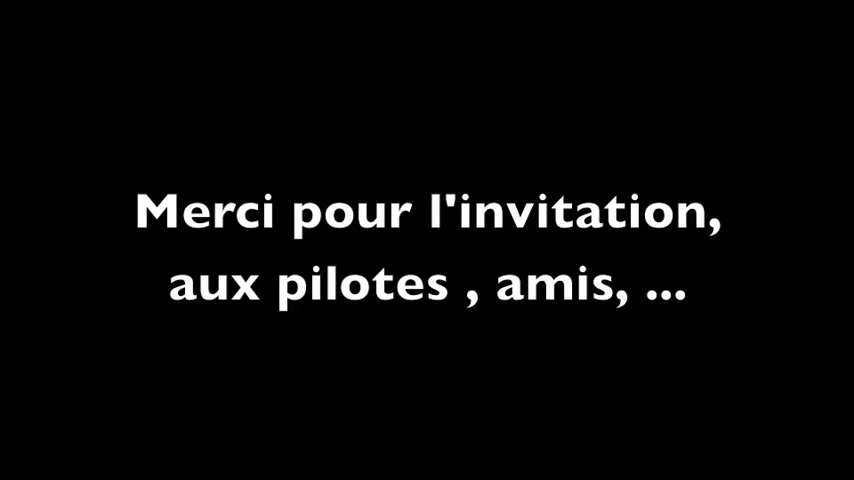 Merci pour l'invitation,
aux pilotes , amis, ...